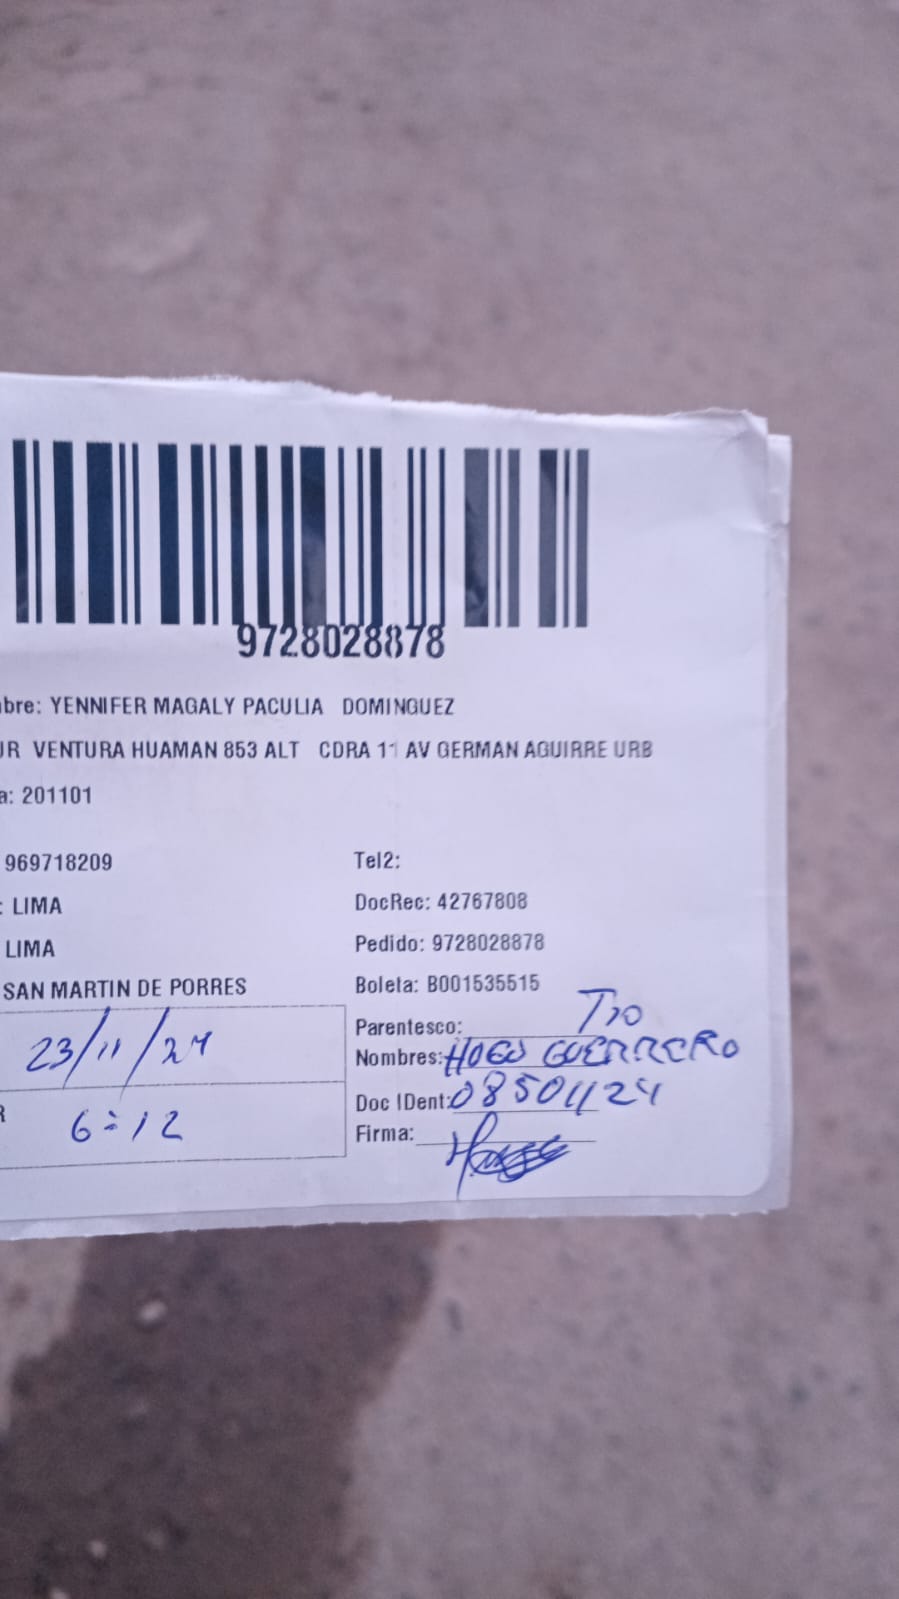 9728028878
bre: YENNIFER MAGALY PACULIA DOMINGUEZ
JR VENTURA HUAMAN 853 ALT CDRA 11 AV GERMAN AGUIRRE URB
a: 201101
969718209 Tel2:
: LIMA DocRec: 42767808
LIMA Pedido: 9728028878
SAN MARTIN DE PORRES Boleta: B001535515
Parentesco: Tio
23/11/24 Nombres: GUERRERO
Doc IDent: 08501124
R 6:12 Firma: